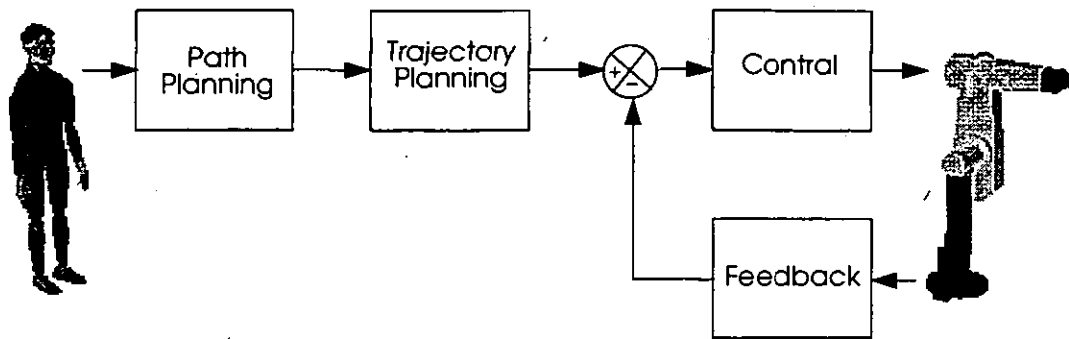 Path
Planning
Trajectory
Planning
+
−
Contral
Feedback